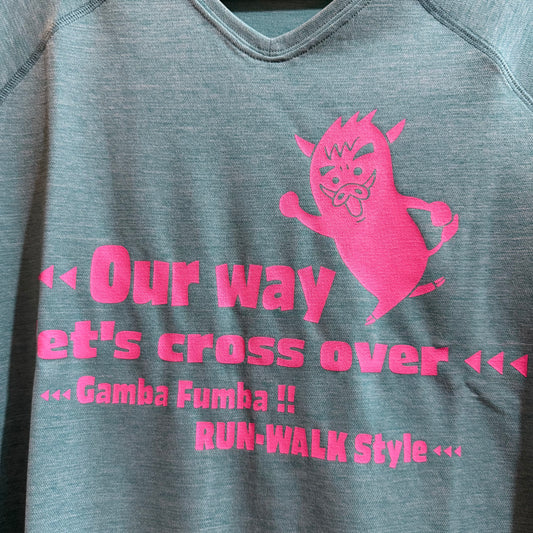 Our way
et's cross over
Gamba Fumba !!
RUN-WALK Style